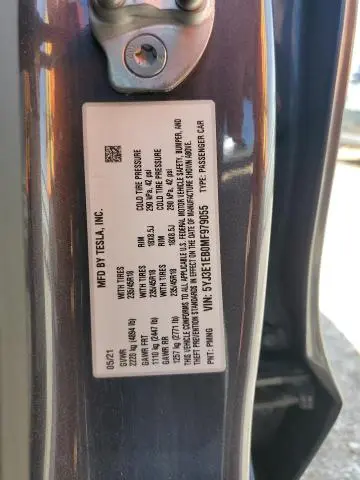 MFD BY TESLA, INC.
05/21
GVWR
2220 kg (4894 lb)
WITH TIRES
235/45R18
RIM
18X8.5J
COLD TIRE PRESSURE
290 kPa, 42 psi
GAWR FRT
1110 kg (2447 lb)
WITH TIRES
235/45R18
RIM
18X8.5J
COLD TIRE PRESSURE
290 kPa, 42 psi
GAWR RR
1257 kg (2771 lb)
THIS VEHICLE CONFORMS TO ALL APPLICABLE U.S. FEDERAL MOTOR VEHICLE SAFETY, BUMPER, AND
THEFT PREVENTION STANDARDS IN EFFECT ON THE DATE OF MANUFACTURE SHOWN ABOVE.
VIN: 5YJ3E1EB0MF979055 TYPE: PASSENGER CAR
PNT: PMNG